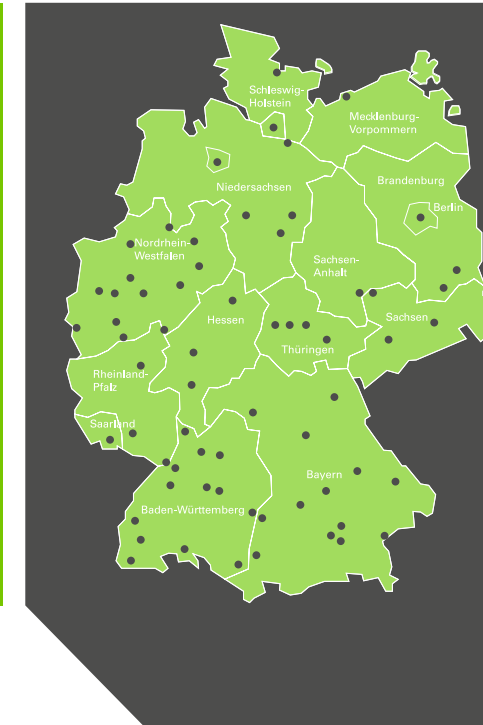 Schleswig-
Holstein
Mecklenburg-
Vorpommern
Niedersachsen
Brandenburg
Berlin
Nordrhein-
Westfalen
Sachsen-
Anhalt
Hessen
Sachsen
Thüringen
Rheinland-
Pfalz
Saarland
Bayern
Baden-Württemberg